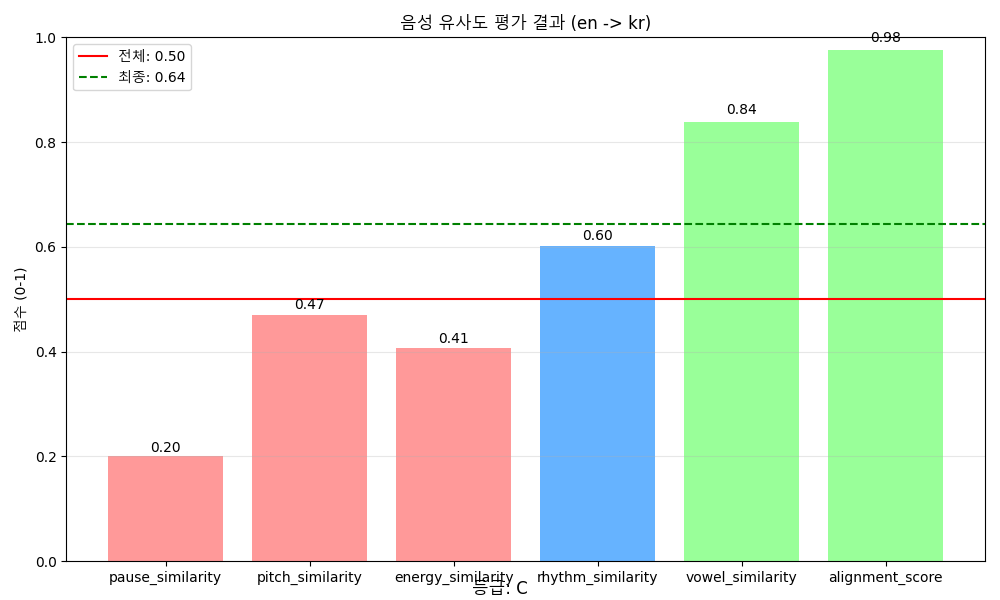 음성 유사도 평가 결과 (en -> kr)
전체: 0.50
최종: 0.64
점수 (0-1)
1.0
0.8
0.6
0.4
0.2
0.0
0.20
0.47
0.41
0.60
0.84
0.98
pause_similarity
pitch_similarity
energy_similarity
rhythm_similarity
vowel_similarity
alignment_score
등급: C